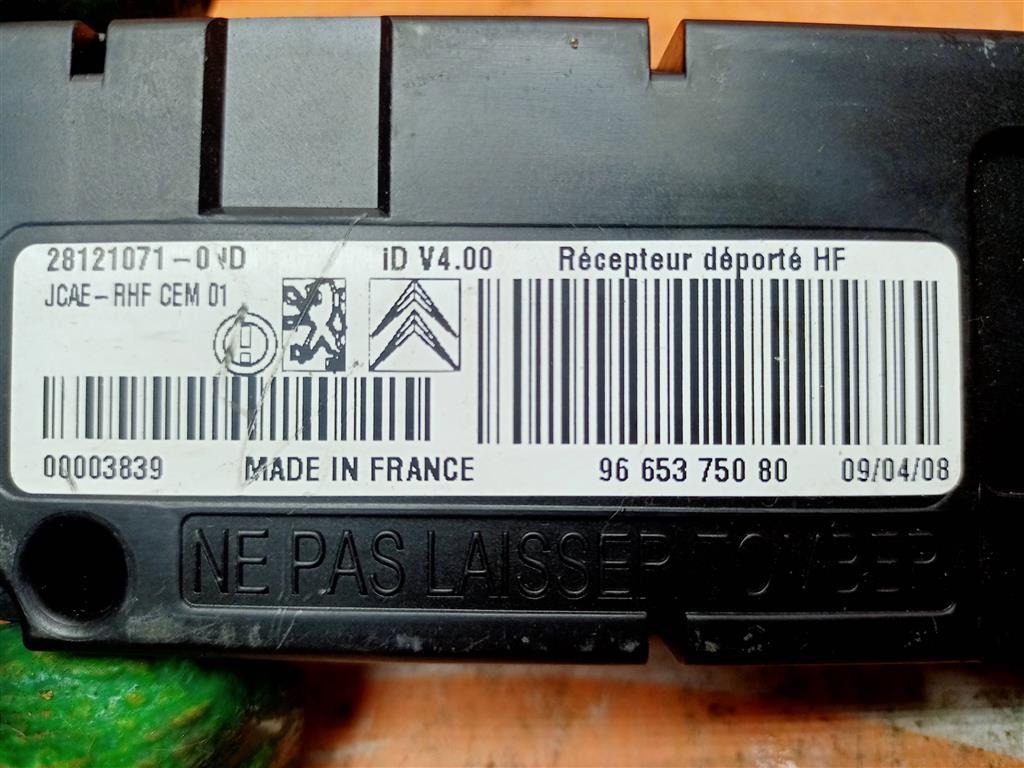 28121071-0 ID
iD V4.00
Récepteur déporté HF
JCAE-RHF CEM 01
00003839
MADE IN FRANCE
96 653 750 80
09/04/08
NE PAS LAISSER TOMBER